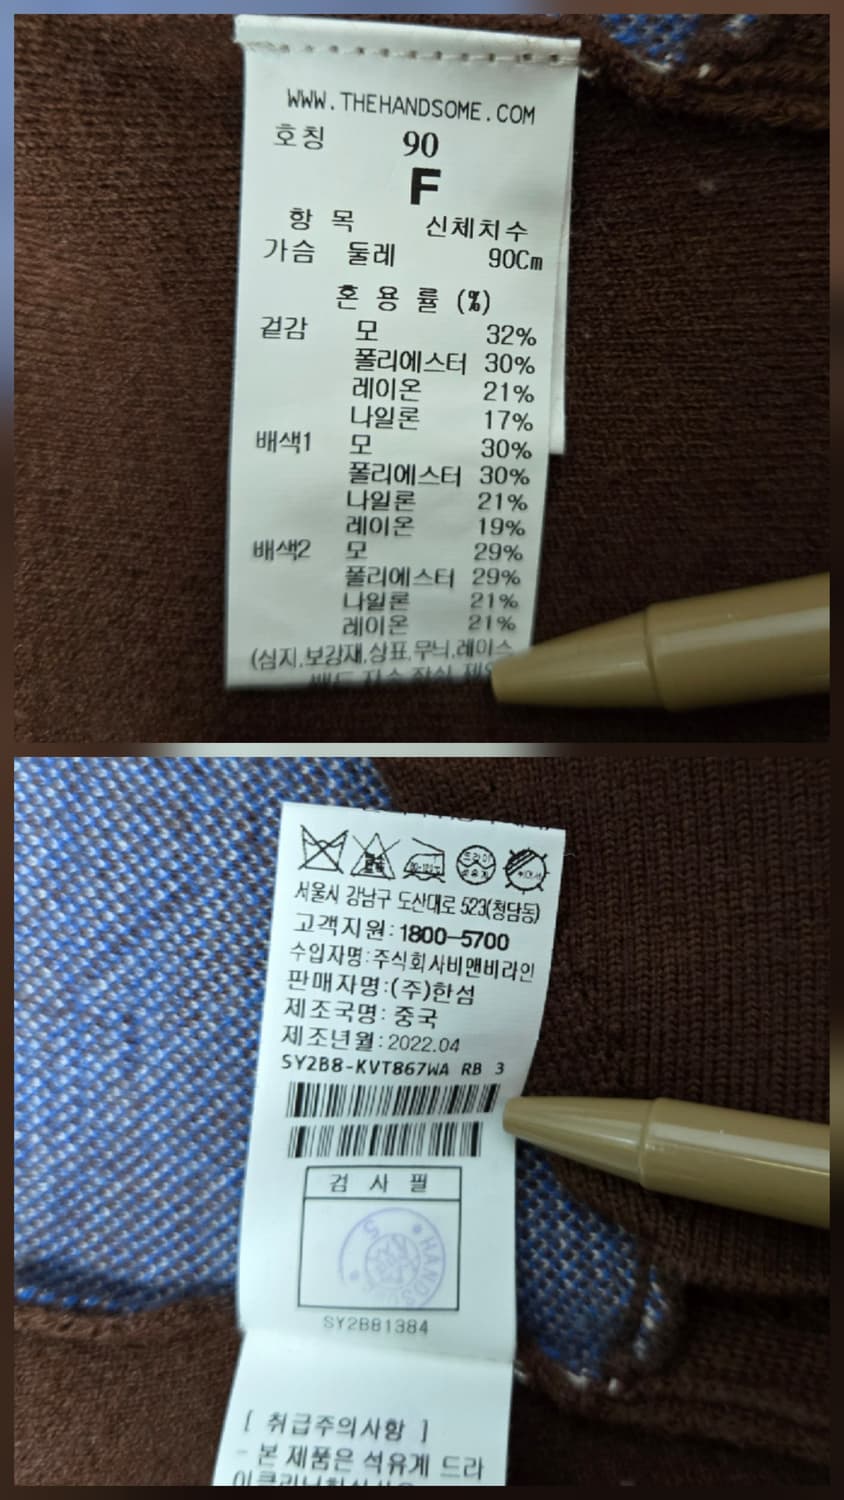 WWW.THEHANDSOME.COM
호칭 90
F
항 목 신체치수
가슴 둘레 90Cm
혼 용 률 (%)
겉감 모 32%
폴리에스터 30%
레이온 21%
나일론 17%
배색1 모 30%
폴리에스터 30%
나일론 21%
레이온 19%
배색2 모 29%
폴리에스터 29%
나일론 21%
레이온 21%
(심지,보강재,상표,무늬,레이스
드라이
석유계
서울시 강남구 도산대로 523(청담동)
고객지원:1800-5700
수입자명:주식회사비앤비라인
판매자명:(주)한섬
제조국명: 중국
제조년월:2022.04
SY2B8-KVT867WA RB 3
검 사 필
HANDSOME
5
SY2B81384
[ 취급주의사항 ]
- 본 제품은 석유계 드라